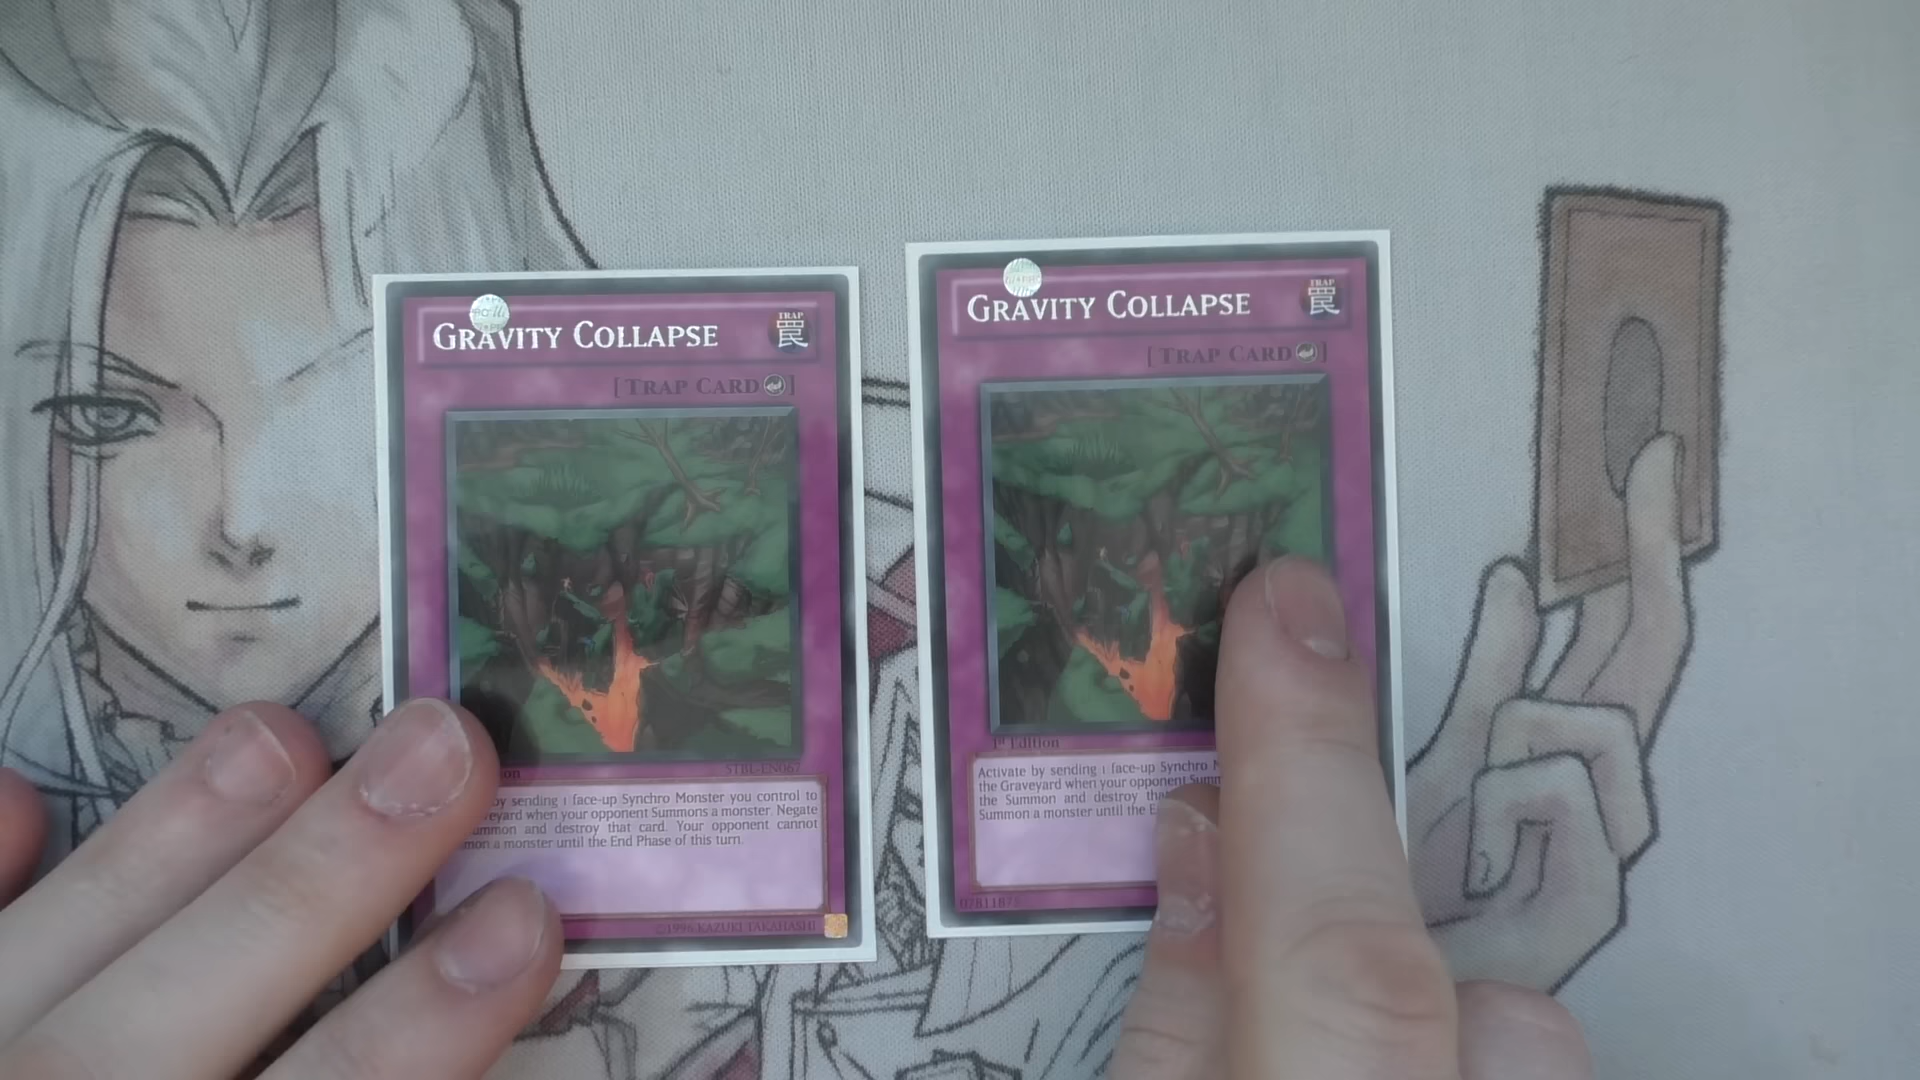 GRAVITY COLLAPSE
TRAP
罠
[TRAP CARD]
STBL-EN067
by sending 1 face-up Synchro Monster you control to
when your opponent Summons a monster. Negate
and destroy that card. Your opponent cannot
a monster until the End Phase of this turn.
©1996 KAZUKI TAKAHASHI
GRAVITY COLLAPSE
TRAP
罠
[TRAP CARD]
1st Edition
Activate by sending 1 face-up Synchro
the Graveyard when your opponent
the Summon and destroy
Summon a monster until the